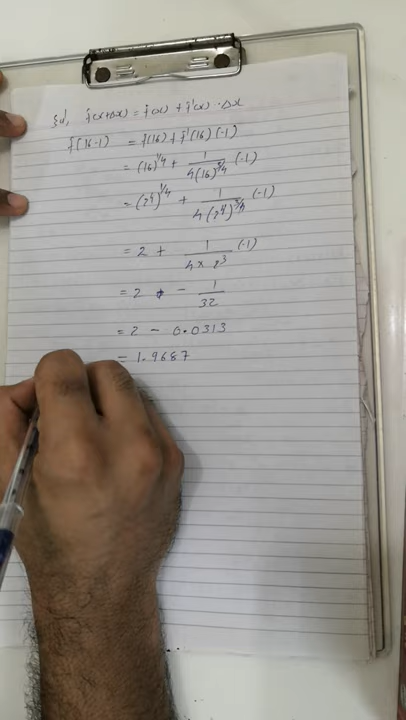 f(x+Δx) = f(x) + f'(x) · Δx
f(16-1) = f(16) + f'(16) (-1)
= (16)^1/4 + 1/4(16)^3/4 (-1)
= (2^4)^1/4 + 1/4(2^4)^3/4 (-1)
= 2 + 1/4×2^3 (-1)
= 2 - 1/32
= 2 - 0.0313
= 1.9687